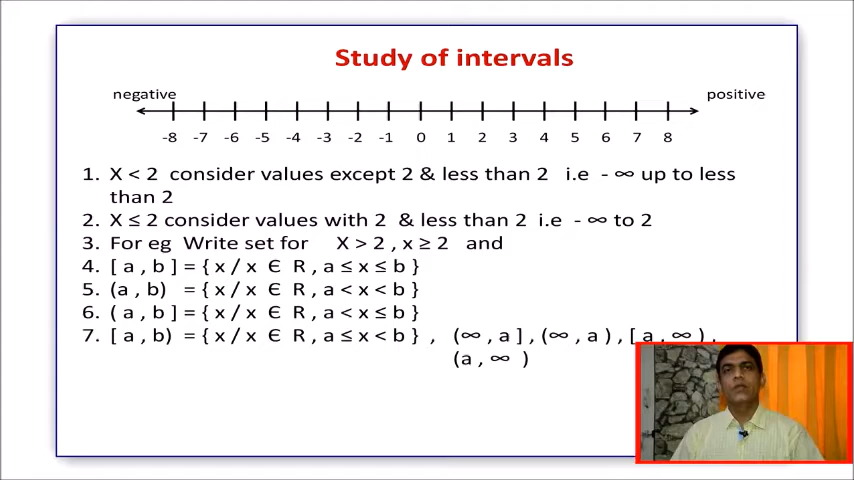 Study of intervals
negative positive
-8 -7 -6 -5 -4 -3 -2 -1 0 1 2 3 4 5 6 7 8
1. X < 2 consider values except 2 & less than 2 i.e - ∞ up to less
than 2
2. X ≤ 2 consider values with 2 & less than 2 i.e - ∞ to 2
3. For eg Write set for X > 2 , x ≥ 2 and
4. [ a , b ] = { x / x Є R , a ≤ x ≤ b }
5. (a , b) = { x / x Є R , a < x < b }
6. ( a , b ] = { x / x Є R , a < x ≤ b }
7. [ a , b) = { x / x Є R , a ≤ x < b } , (∞ , a ] , (∞ , a ) , [ a , ∞ ) ,
(a , ∞ )